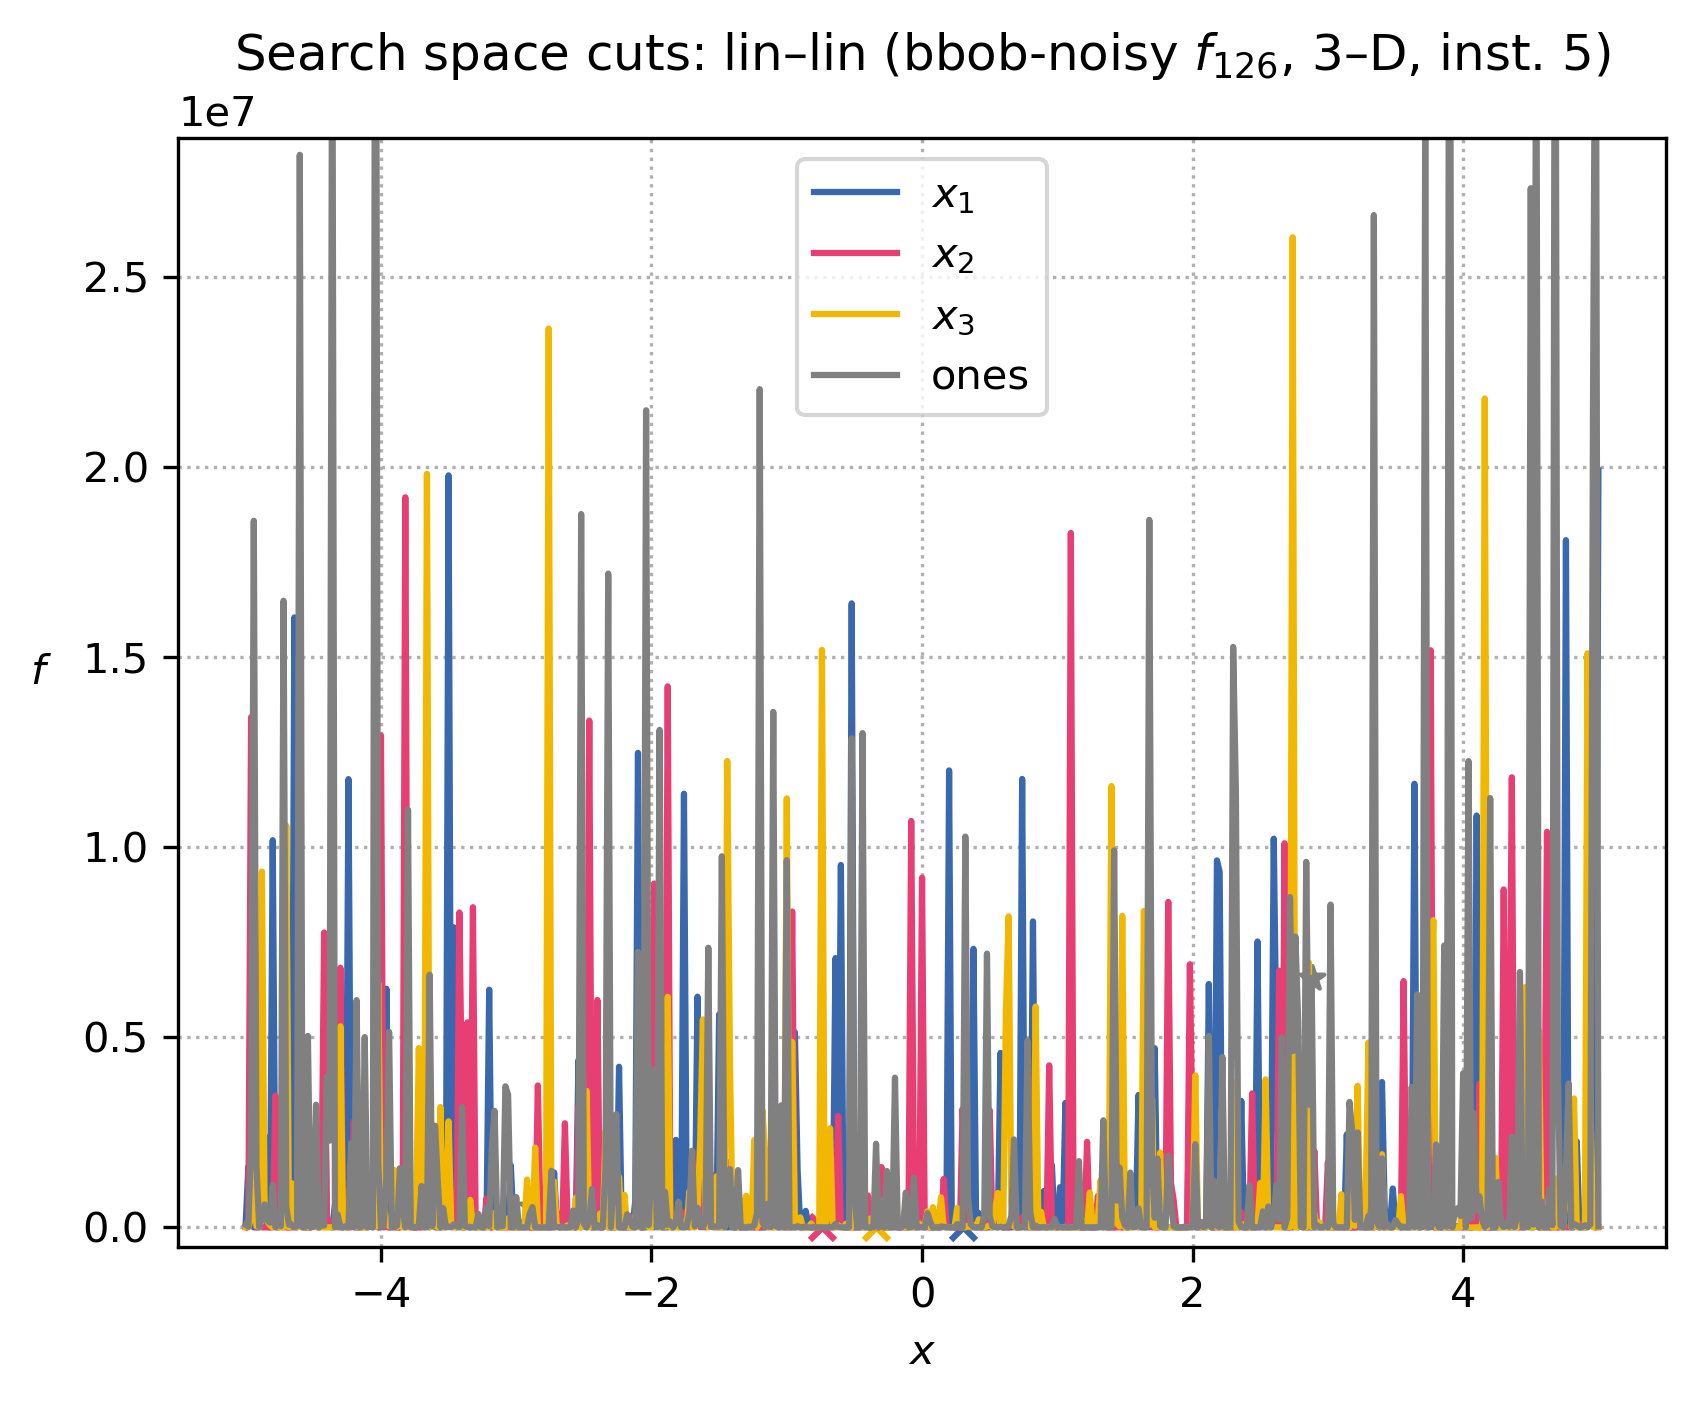 Search space cuts: lin–lin (bbob-noisy f₁₂₆, 3–D, inst. 5)
1e7
x₁
x₂
x₃
ones
2.5
2.0
1.5
1.0
0.5
0.0
f
−4
−2
0
2
4
x